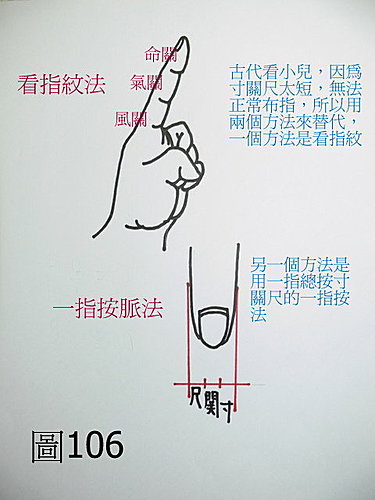 命關
看指紋法
氣關
風關
古代看小兒，因爲
寸關尺太短，無法
正常布指，所以用
兩個方法來替代，
一個方法是看指紋
另一個方法是
用一指總按寸
關尺的一指按
法
一指按脈法
尺關寸
圖106